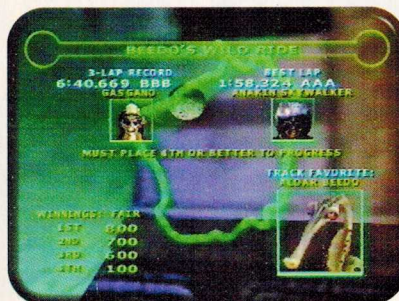 BEEDO'S WILD RIDE
3-LAP RECORD
6:40.669 BBB
GASGANO
BEST LAP
1:58.324 AAA
ANAKIN SKYWALKER
MUST PLACE 4TH OR BETTER TO PROGRESS
TRACK FAVORITE:
ALDAR BEEDO
WINNINGS: FAIR
1ST 800
2ND 700
3RD 600
4TH 100